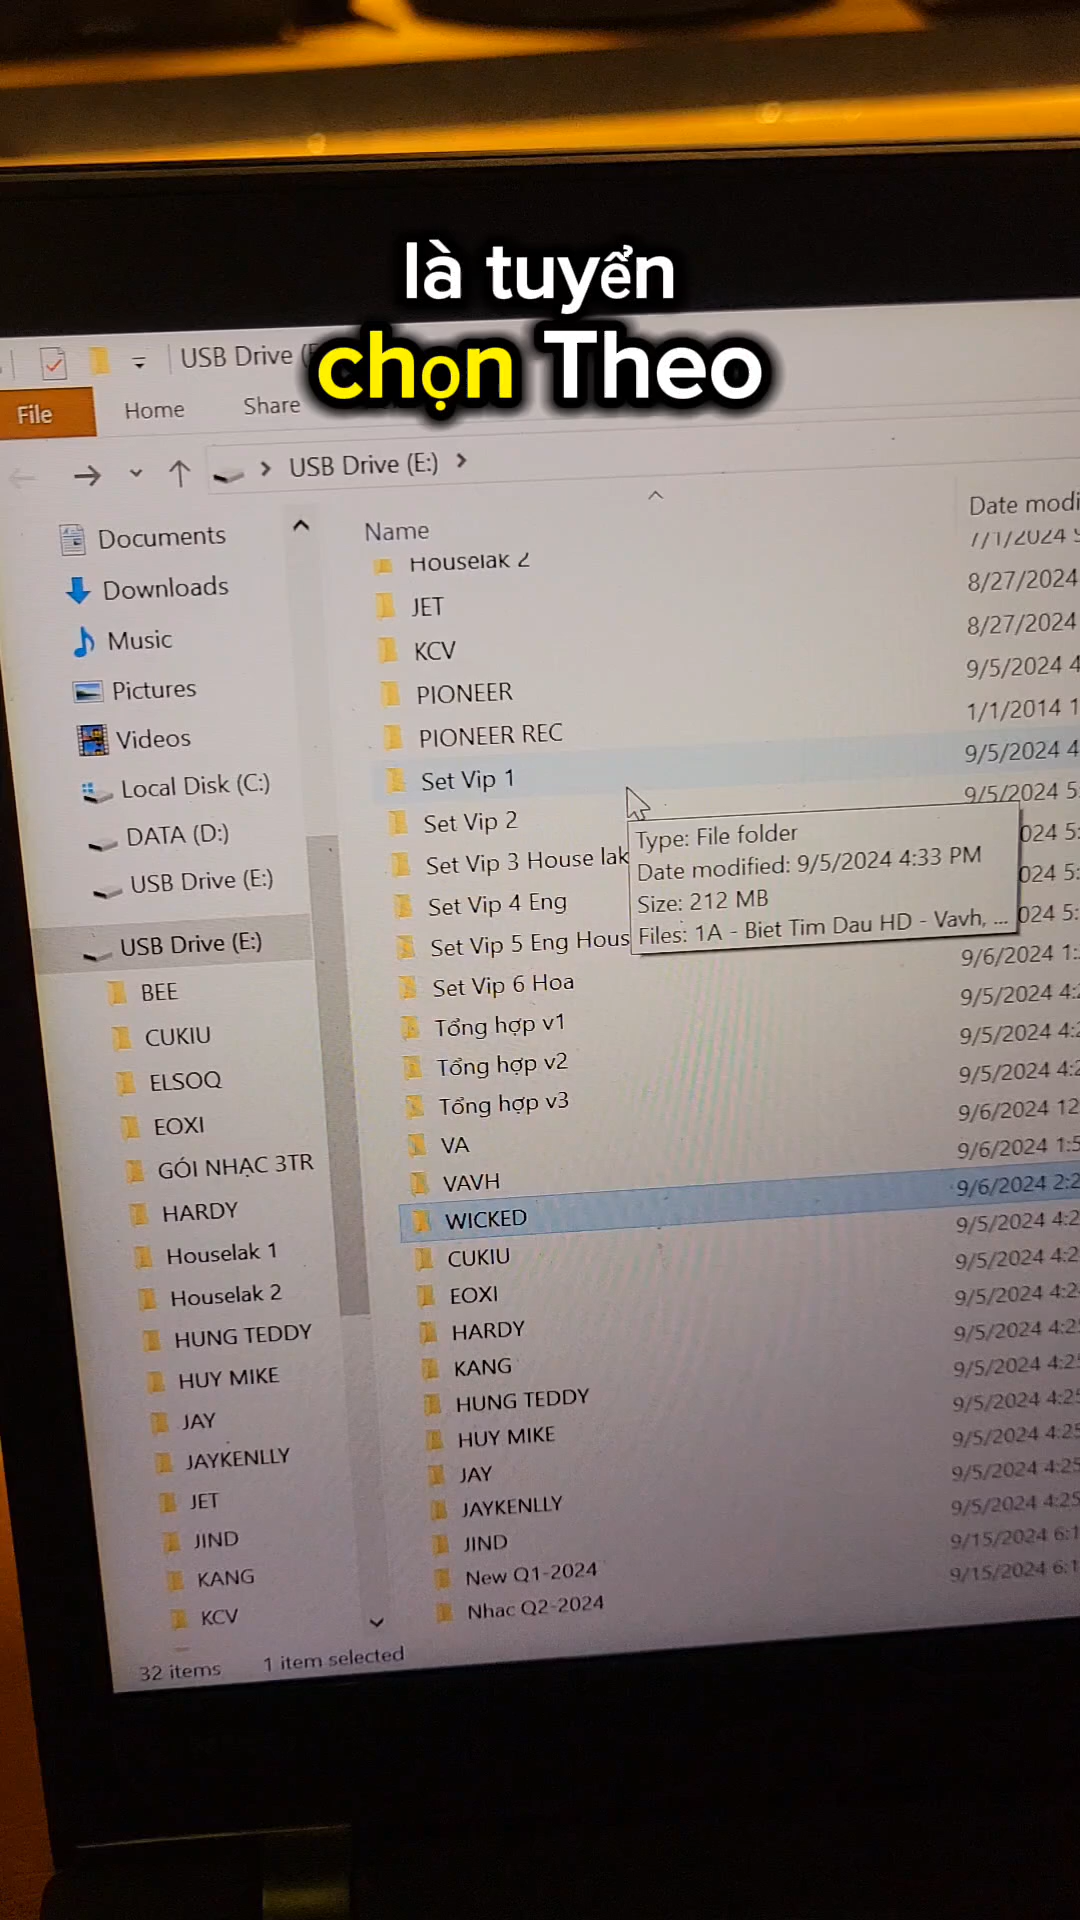 là tuyển
chọn Theo
USB Drive
File
Home
Share
USB Drive (E:)
Documents
Downloads
Music
Pictures
Videos
Local Disk (C:)
DATA (D:)
USB Drive (E:)
USB Drive (E:)
BEE
CUKIU
ELSOQ
EOXI
GÓI NHẠC 3TR
HARDY
Houselak 1
Houselak 2
HUNG TEDDY
HUY MIKE
JAY
JAYKENLLY
JET
JIND
KANG
KCV
Name
Date modi
Houselak 2
7/1/2024
JET 8/27/2024
KCV 8/27/2024
PIONEER 9/5/2024 4
PIONEER REC 1/1/2014 1
Set Vip 1 9/5/2024 4
Set Vip 2 9/5/2024 5
Set Vip 3 House lak 024 5:
Set Vip 4 Eng 024 5:
Set Vip 5 Eng Hous 024 5:
Set Vip 6 Hoa 9/6/2024 1:
Tổng hợp v1 9/5/2024 4:2
Tổng hợp v2 9/5/2024 4:2
Tổng hợp v3 9/5/2024 4:2
VA 9/6/2024 12
VAVH 9/6/2024 1:5
WICKED 9/6/2024 2:2
CUKIU 9/5/2024 4:2
EOXI 9/5/2024 4:2
HARDY 9/5/2024 4:2
KANG 9/5/2024 4:25
HUNG TEDDY 9/5/2024 4:25
HUY MIKE 9/5/2024 4:25
JAY 9/5/2024 4:25
JAYKENLLY 9/5/2024 4:25
JIND 9/5/2024 4:25
New Q1-2024 9/15/2024 6:1
Nhac Q2-2024 9/15/2024 6:1
Type: File folder
Date modified: 9/5/2024 4:33 PM
Size: 212 MB
Files: 1A - Biet Tim Dau HD - Vavh, ...
32 items 1 item selected